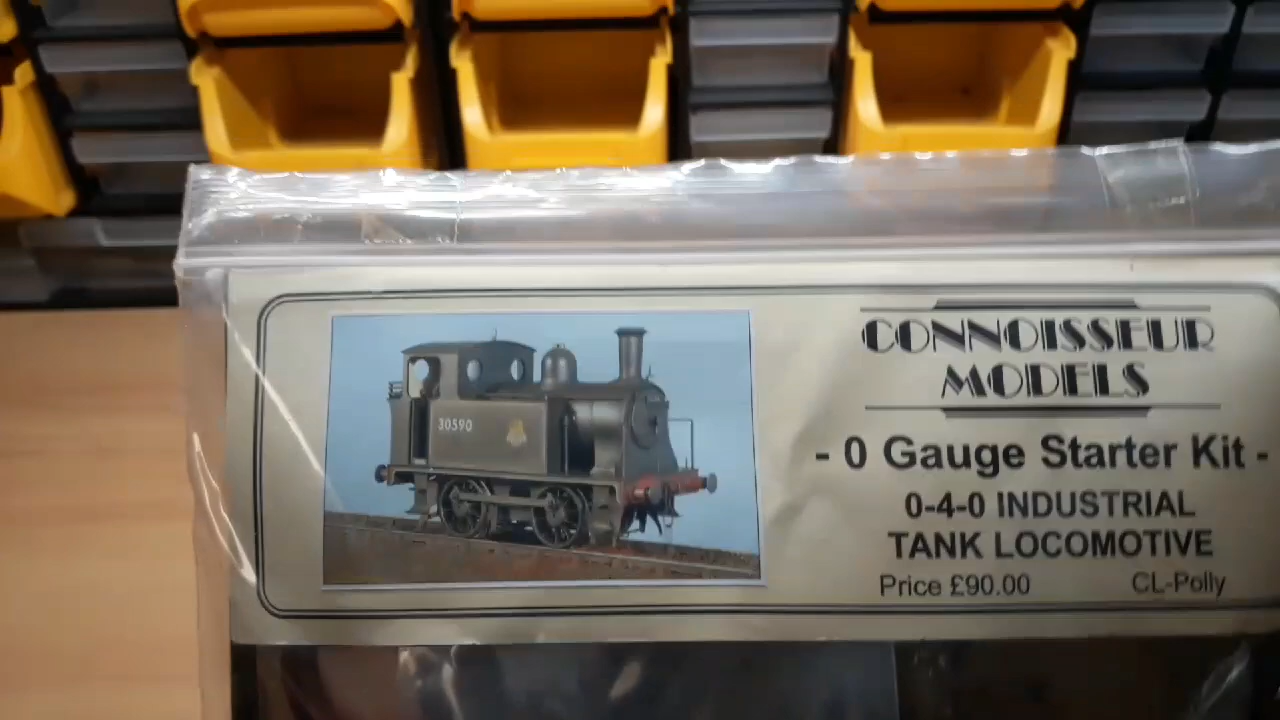 CONNOISSEUR
MODELS
- 0 Gauge Starter Kit -
0-4-0 INDUSTRIAL
TANK LOCOMOTIVE
Price £90.00 CL-Polly
30590